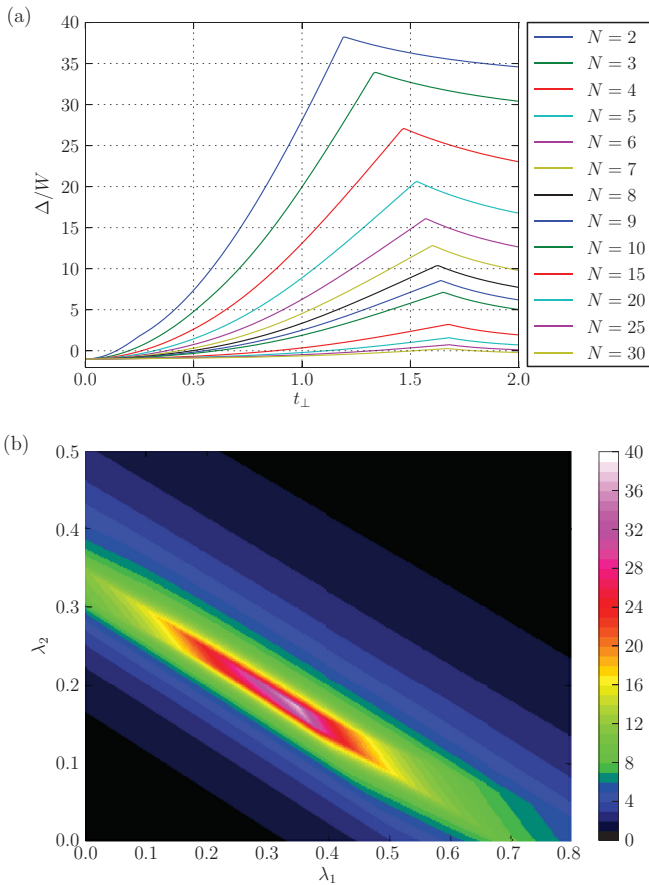 (a)
40
35
30
25
20
15
10
5
0
Δ/W
0.0 0.5 1.0 1.5 2.0
t⊥
N = 2
N = 3
N = 4
N = 5
N = 6
N = 7
N = 8
N = 9
N = 10
N = 15
N = 20
N = 25
N = 30
(b)
0.5
0.4
0.3
0.2
0.1
0.0
λ2
0.0 0.1 0.2 0.3 0.4 0.5 0.6 0.7 0.8
λ1
40
36
32
28
24
20
16
12
8
4
0